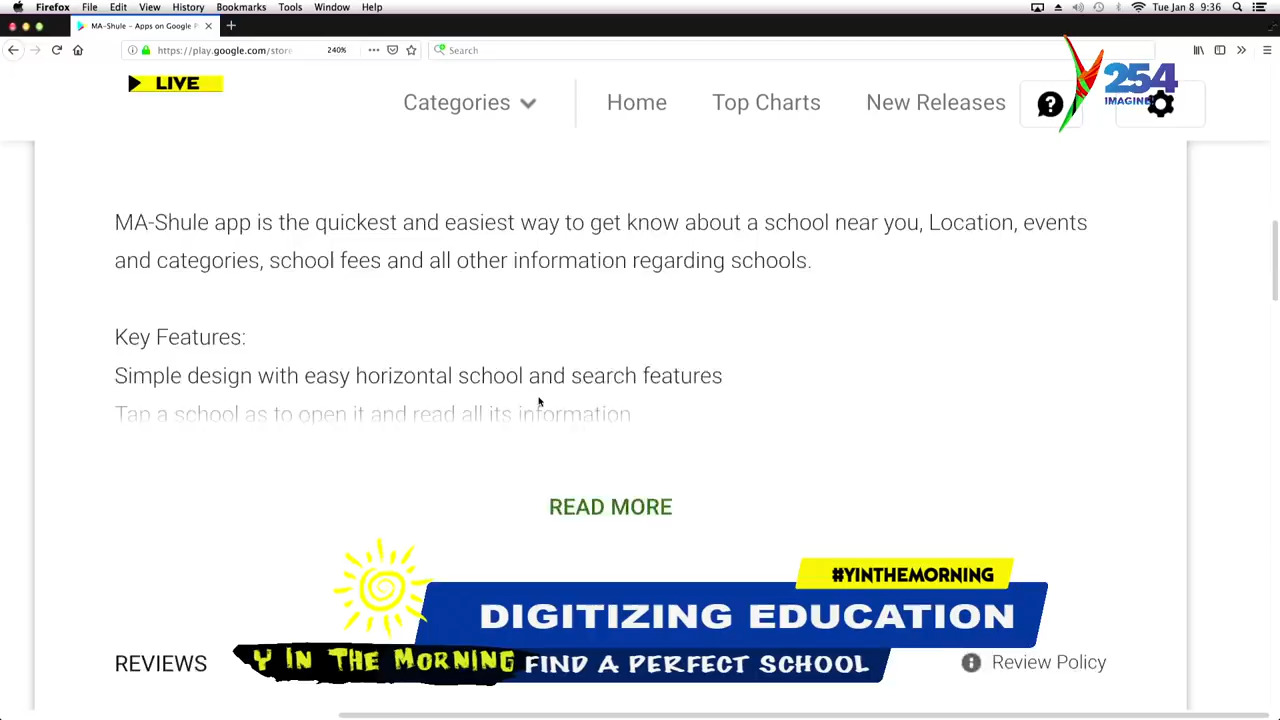 Firefox File Edit View History Bookmarks Tools Window Help Tue Jan 8 9:36
MA-Shule – Apps on Google P
https://play.google.com/store 240% Search
LIVE
Categories Home Top Charts New Releases
254
IMAGINE
MA-Shule app is the quickest and easiest way to get know about a school near you, Location, events
and categories, school fees and all other information regarding schools.
Key Features:
Simple design with easy horizontal school and search features
Tap a school as to open it and read all its information
READ MORE
#YINTHEMORNING
DIGITIZING EDUCATION
Y IN THE MORNING FIND A PERFECT SCHOOL
REVIEWS Review Policy